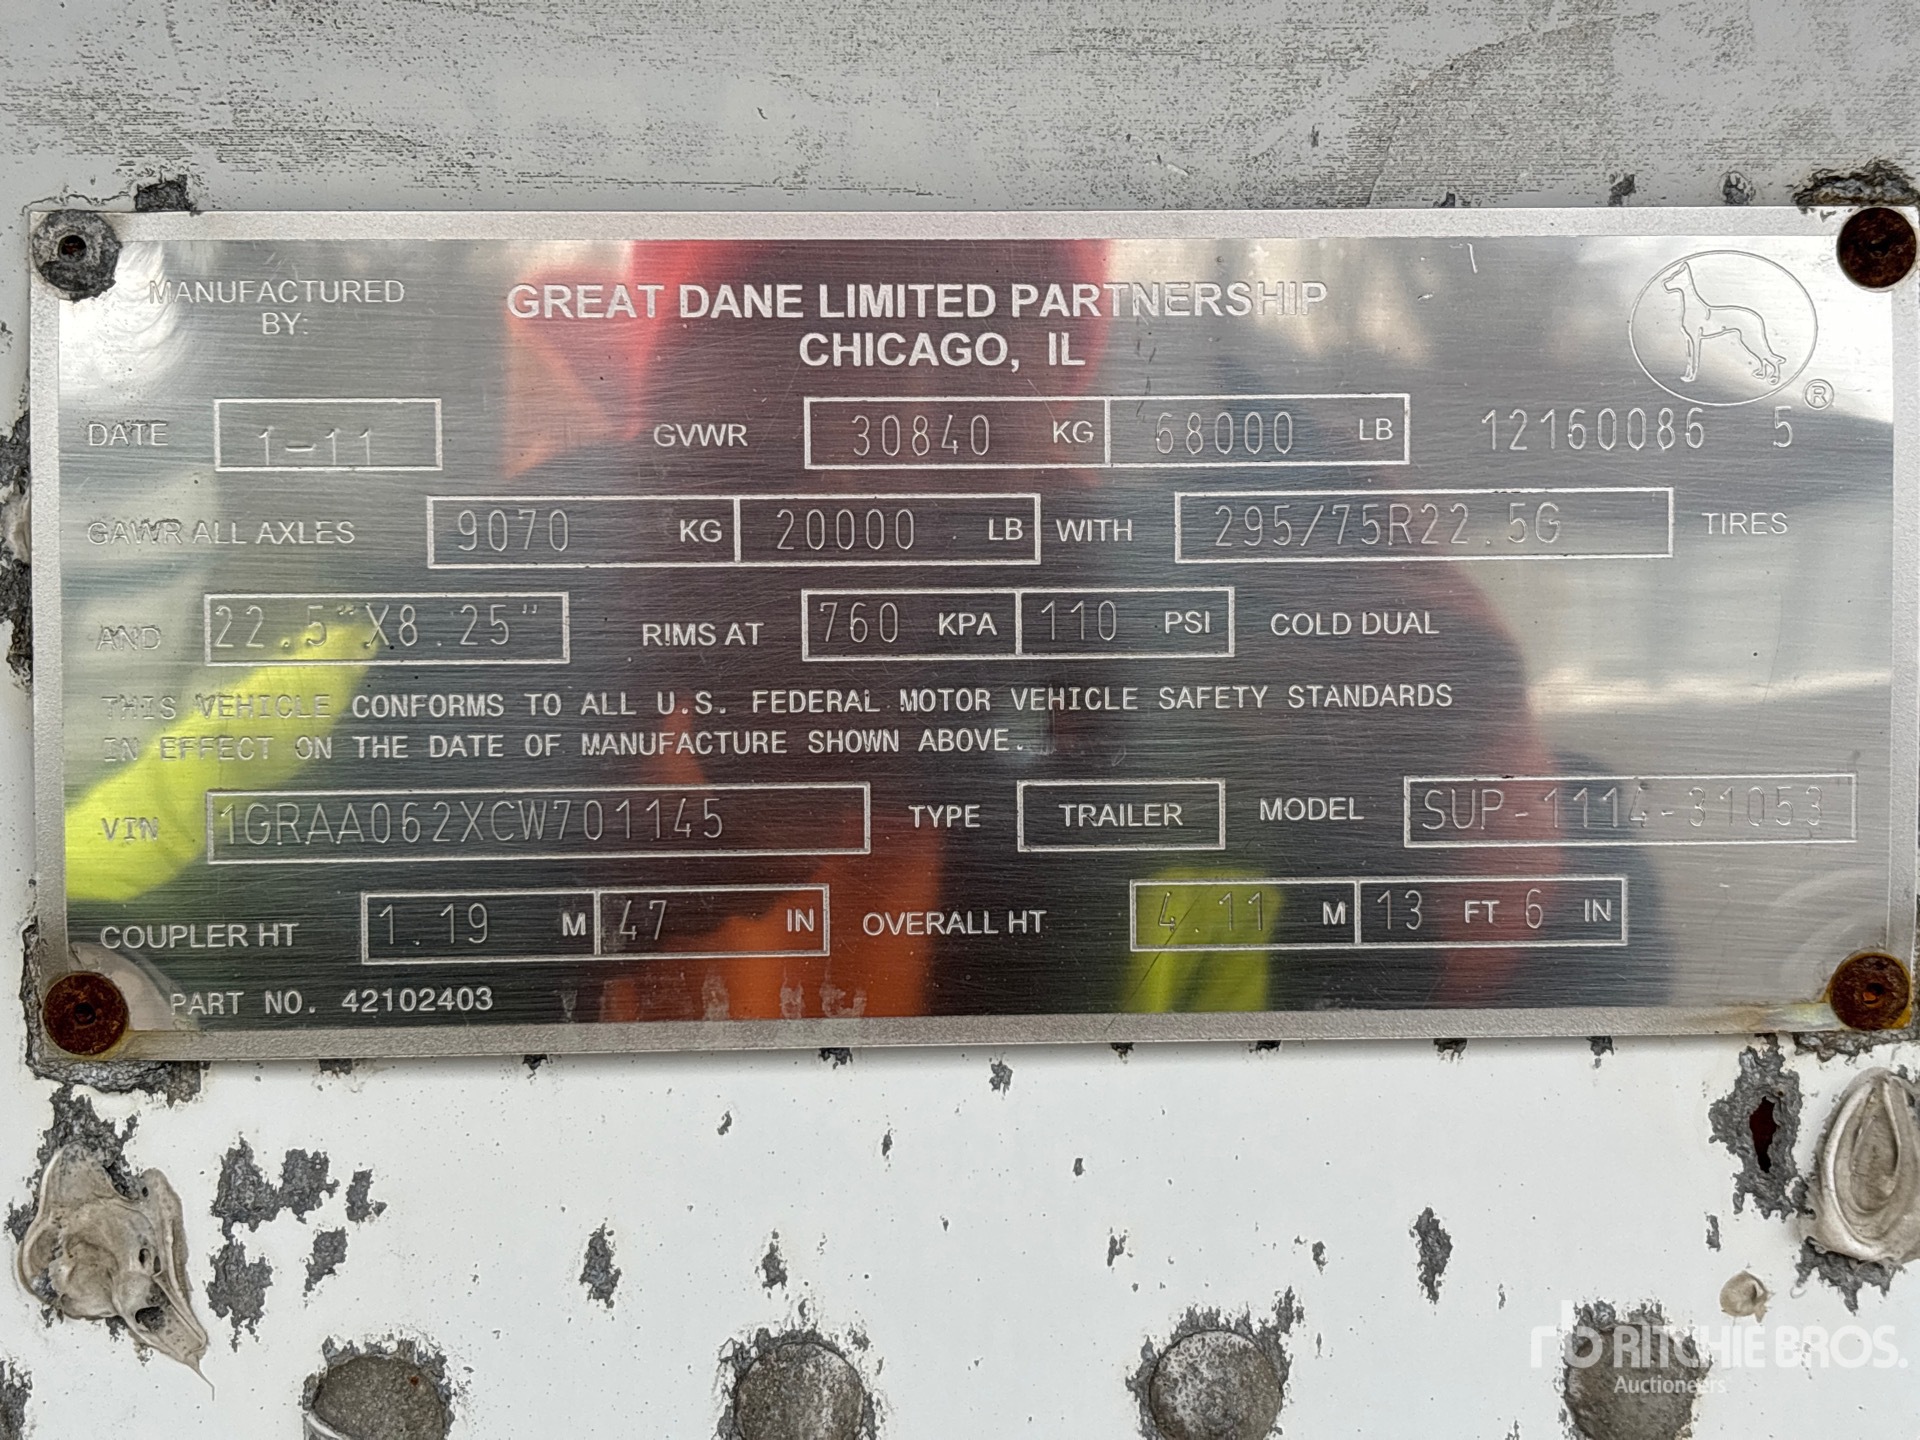 MANUFACTURED BY: GREAT DANE LIMITED PARTNERSHIP
CHICAGO, IL
®
DATE 1-11 GVWR 30840 KG 68000 LB 12160086 5
GAWR ALL AXLES 9070 KG 20000 LB WITH 295/75R22.5G TIRES
AND 22.5"X8.25" RIMS AT 760 KPA 110 PSI COLD DUAL
THIS VEHICLE CONFORMS TO ALL U.S. FEDERAL MOTOR VEHICLE SAFETY STANDARDS
IN EFFECT ON THE DATE OF MANUFACTURE SHOWN ABOVE.
VIN 1GRAA062XCW701145 TYPE TRAILER MODEL SUP-1114-31053
COUPLER HT 1.19 M 47 IN OVERALL HT 4.11 M 13 FT 6 IN
PART NO. 42102403
rb RITCHIE BROS.
Auctioneers